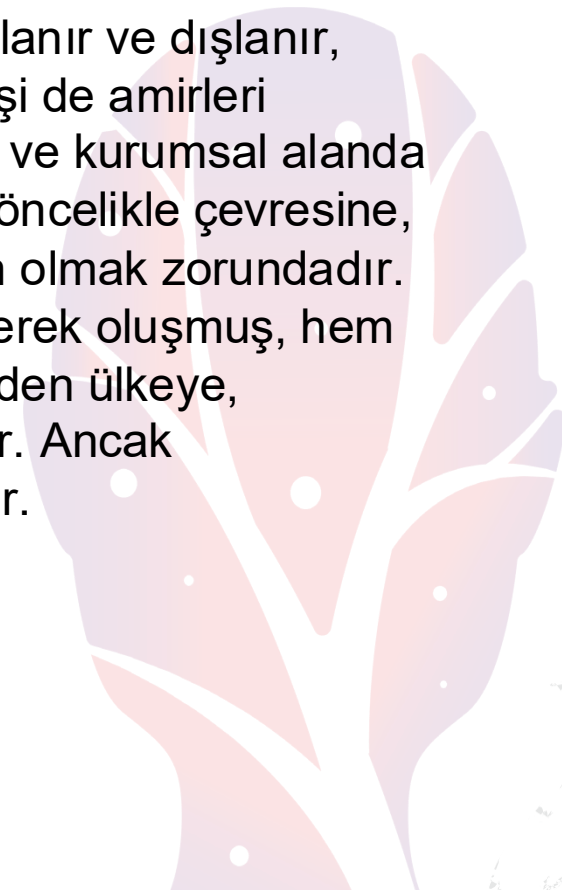 lanır ve dışlanır,
şi de amirleri
ve kurumsal alanda
öncelikle çevresine,
olmak zorundadır.
erek oluşmuş, hem
den ülkeye,
r. Ancak
r.